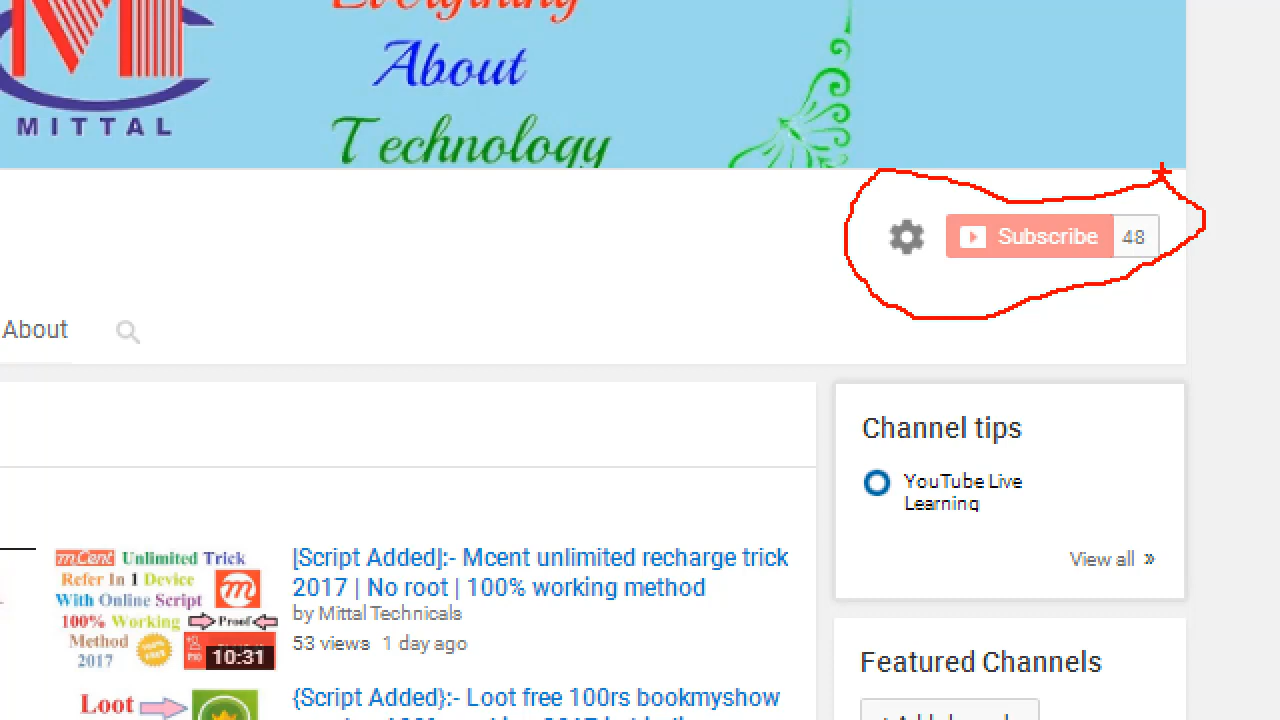 Everything
About
Technology
MITTAL
Subscribe 48
About
Channel tips
YouTube Live
Learning
View all »
mCent Unlimited Trick
Refer In 1 Device
With Online Script
100% Working Proof
Method
2017
100% FREE
10:31
[Script Added]:- Mcent unlimited recharge trick
2017 | No root | 100% working method
by Mittal Technicals
53 views 1 day ago
Loot
{Script Added}:- Loot free 100rs bookmyshow
Featured Channels